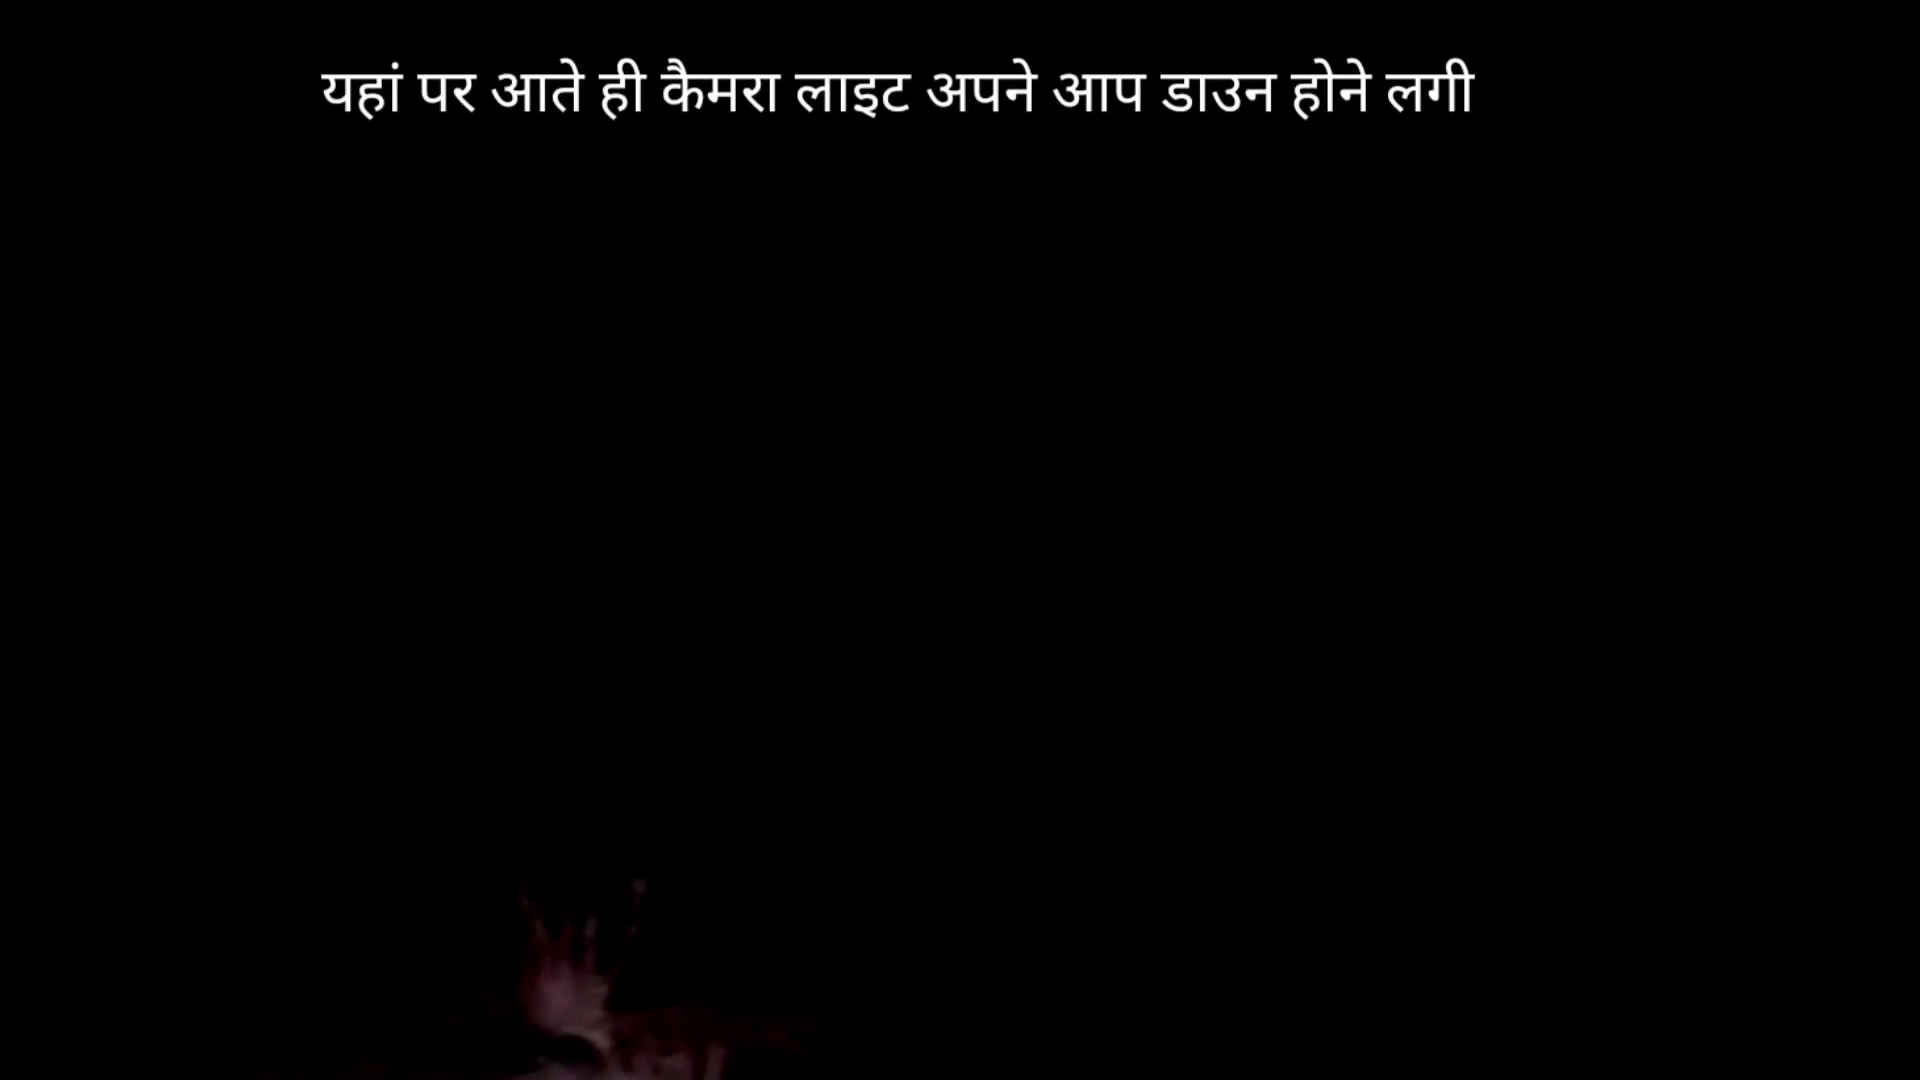 यहां पर आते ही कैमरा लाइट अपने आप डाउन होने लगी